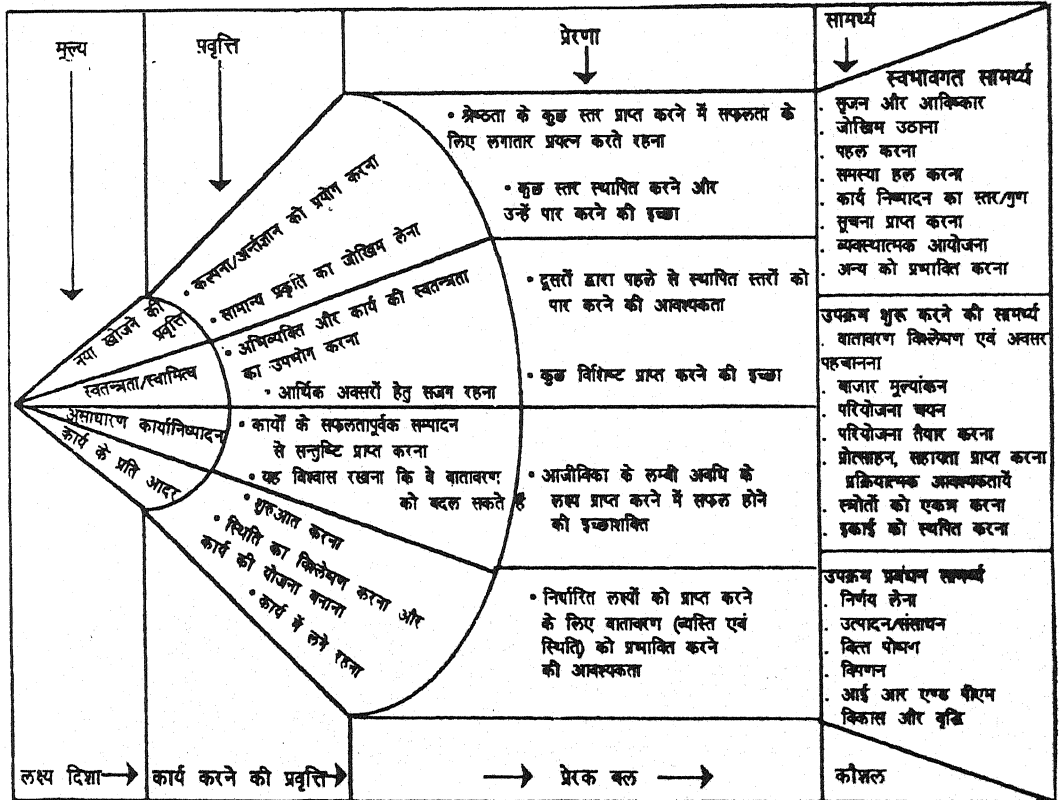 मूल्य
प्रवृत्ति
प्रेरणा
सामर्थ्य
नया खोजने की
प्रवृत्ति
स्वतन्त्रता/स्वामित्व
असाधारण कार्यानिष्पादन
कार्य के प्रति आदर
• कल्पना/अर्न्तज्ञान का प्रयोग करना
• सामान्य प्रकृति का जोखिम लेना
• अभिव्यक्ति और कार्य की स्वतन्त्रता
का उपभोग करना
• आर्थिक अवसरों हेतु सजग रहना
• कार्यों के सफलतापूर्वक सम्पादन
से सन्तुष्टि प्राप्त करना
• यह विश्वास रखना कि वे वातावरण
को बदल सकते हैं
• शुरुआत करना
• स्थिति का विश्लेषण करना और
कार्य की योजना बनाना
• कार्य में लगे रहना
• श्रेष्ठता के कुछ स्तर प्राप्त करने में सफलता के
लिए लगातार प्रयत्न करते रहना
• कुछ स्तर स्थापित करने और
उन्हें पार करने की इच्छा
• दूसरों द्वारा पहले से स्थापित स्तरों को
पार करने की आवश्यकता
• कुछ विशिष्ट प्राप्त करने की इच्छा
• आजीविका के लम्बी अवधि के
लक्ष्य प्राप्त करने में सफल होने
की इच्छाशक्ति
• निर्धारित लक्ष्यों को प्राप्त करने
के लिए वातावरण (व्यस्ति एवं
स्थिति) को प्रभावित करने
की आवश्यकता
स्वभावगत सामर्थ्य
. सृजन और आविष्कार
. जोखिम उठाना
. पहल करना
. समस्या हल करना
. कार्य निष्पादन का स्तर/गुण
सूचना प्राप्त करना
. व्यवस्थात्मक आयोजना
. अन्य को प्रभावित करना
उपक्रम शुरू करने की सामर्थ्य
. वातावरण विश्लेषण एवं अवसर
पहचानना
. बाजार मूल्यांकन
. परियोजना चयन
. परियोजना तैयार करना
. प्रोत्साहन, सहायता प्राप्त करना
प्रक्रियात्मक आवश्यकतायें
. स्त्रोतों को एकत्र करना
. इकाई को स्थपित करना
उपक्रम प्रबंधन सामर्थ्य
. निर्णय लेना
. उत्पादन/संसाधन
. वित्त पोषण
. विपणन
. आई आर एण्ड पीएम
विकास और वृद्धि
लक्ष्य दिशा
कार्य करने की प्रवृत्ति
प्रेरक बल
कौशल